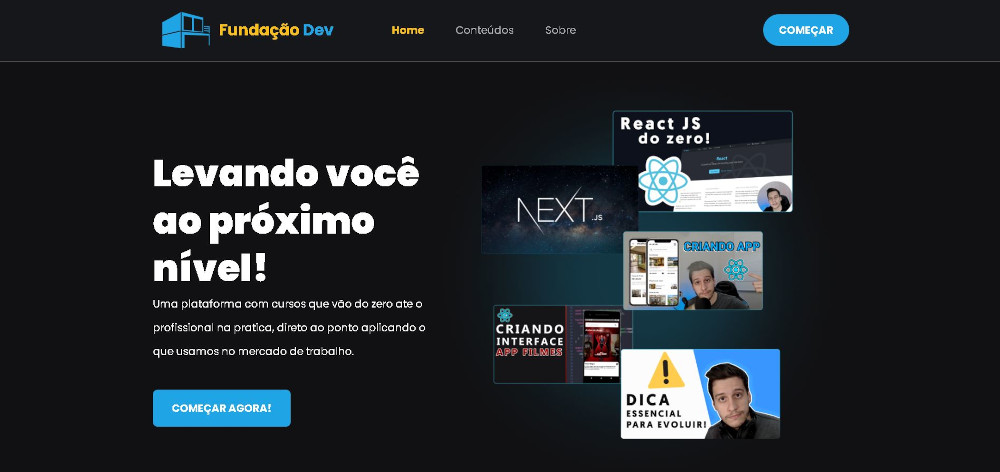 Fundação Dev
Home
Conteúdos
Sobre
COMEÇAR
Levando você
ao próximo
nível!
Uma plataforma com cursos que vão do zero ate o
profissional na pratica, direto ao ponto aplicando o
que usamos no mercado de trabalho.
COMEÇAR AGORA!
React JS
do zero!
NEXT.JS
CRIANDO APP
CRIANDO
INTERFACE
APP FILMES
DICA
ESSENCIAL
PARA EVOLUIR!